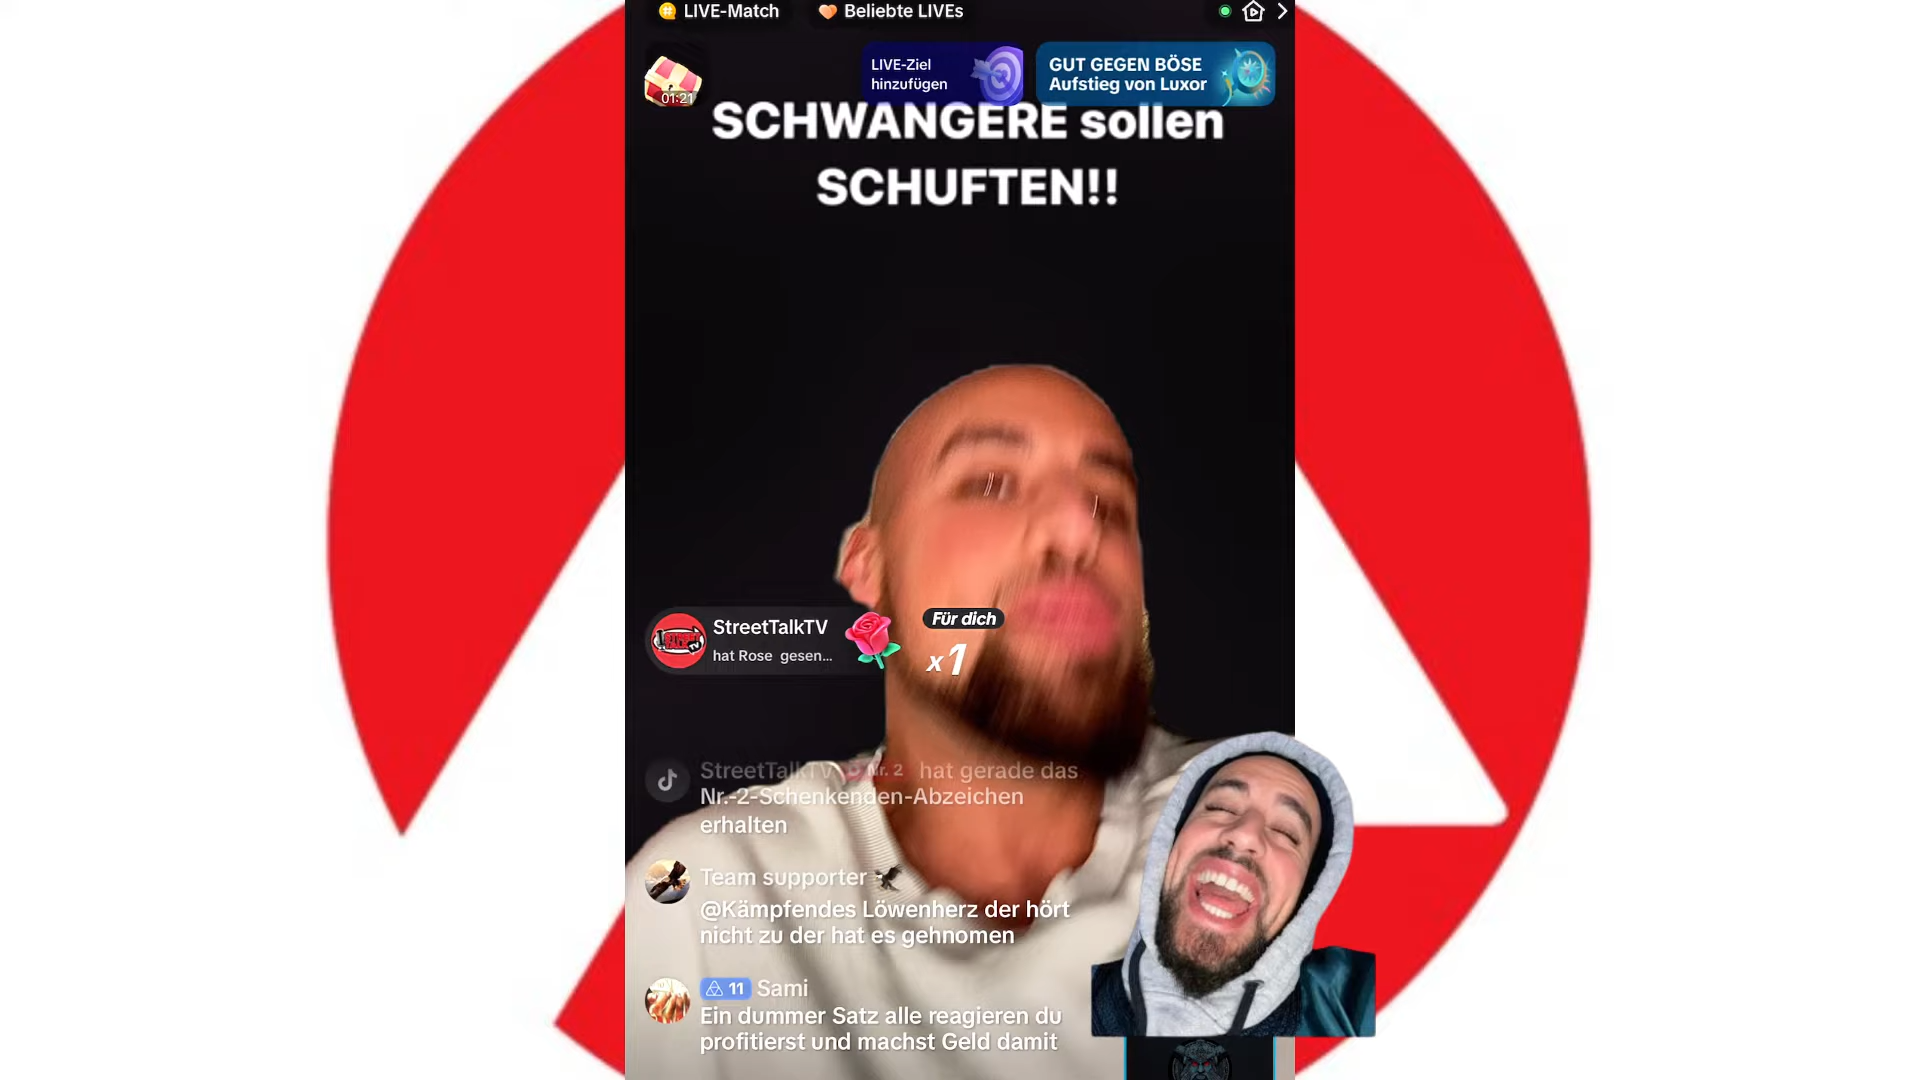 LIVE-Match
Beliebte LIVEs
LIVE-Ziel
hinzufügen
GUT GEGEN BÖSE
Aufstieg von Luxor
01:21
SCHWANGERE sollen
SCHUFTEN!!
StreetTalkTV
hat Rose gesen...
Für dich
x1
StreetTalkTV Nr. 2 hat gerade das
Nr.-2-Schenkenden-Abzeichen
erhalten
Team supporter
@Kämpfendes Löwenherz der hört
nicht zu der hat es gehnomen
11 Sami
Ein dummer Satz alle reagieren du
profitierst und machst Geld damit